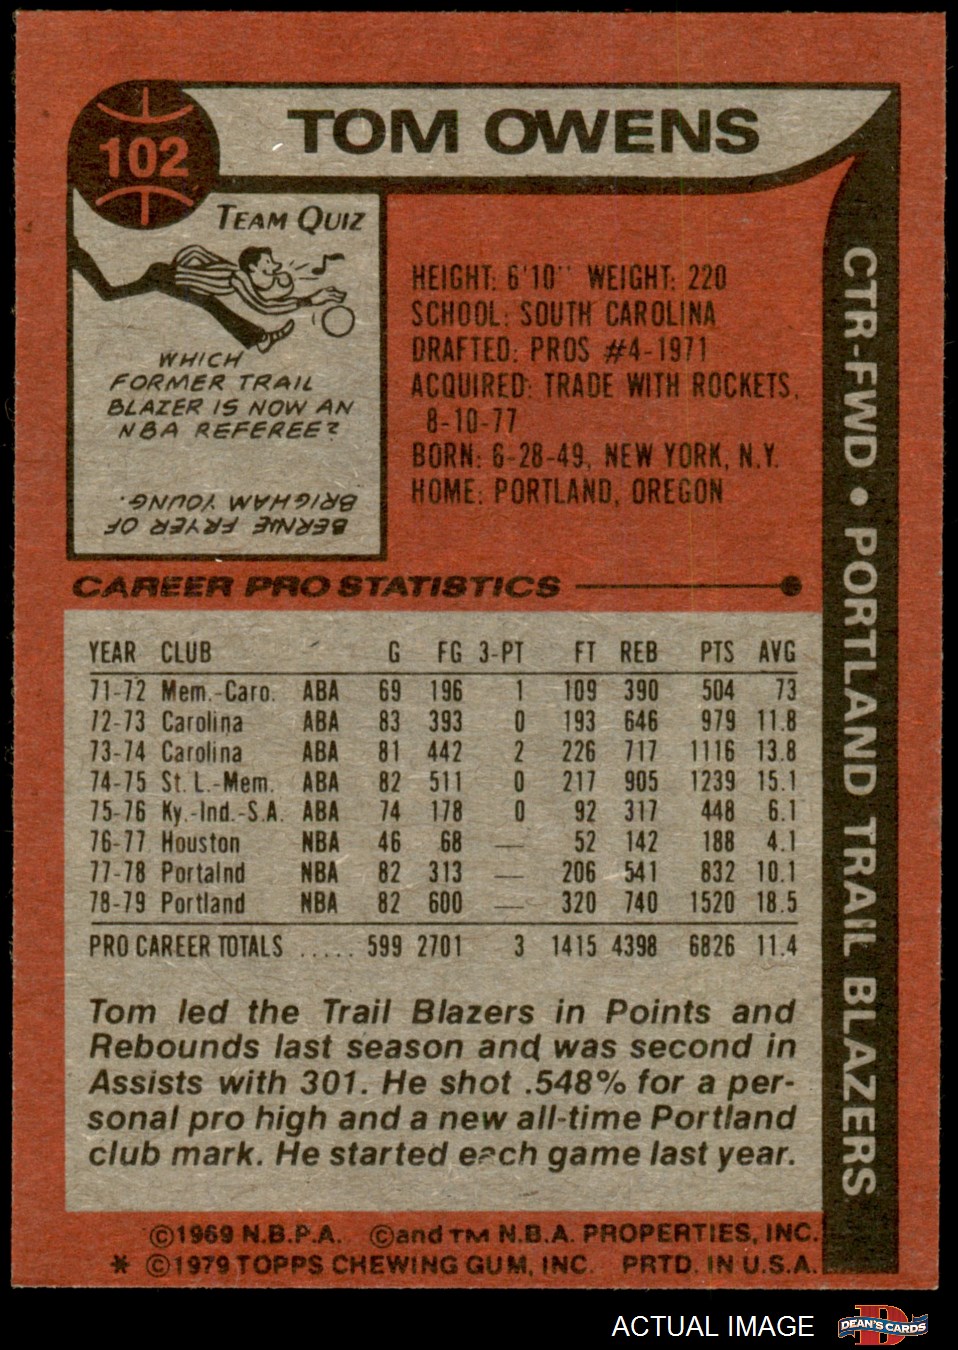 102
TOM OWENS
TEAM QUIZ
WHICH
FORMER TRAIL
BLAZER IS NOW AN
NBA REFEREE?
BERNIE FRYER OF
BRIGHAM YOUNG.
HEIGHT: 6'10" WEIGHT: 220
SCHOOL: SOUTH CAROLINA
DRAFTED: PROS #4-1971
ACQUIRED: TRADE WITH ROCKETS,
8-10-77
BORN: 6-28-49, NEW YORK, N.Y.
HOME: PORTLAND, OREGON
CTR-FWD • PORTLAND TRAIL BLAZERS
CAREER PRO STATISTICS
YEAR CLUB G FG 3-PT FT REB PTS AVG
71-72 Mem.-Caro. ABA 69 196 1 109 390 504 73
72-73 Carolina ABA 83 393 0 193 646 979 11.8
73-74 Carolina ABA 81 442 2 226 717 1116 13.8
74-75 St. L.-Mem. ABA 82 511 0 217 905 1239 15.1
75-76 Ky.-Ind.-S.A. ABA 74 178 0 92 317 448 6.1
76-77 Houston NBA 46 68 — 52 142 188 4.1
77-78 Portalnd NBA 82 313 — 206 541 832 10.1
78-79 Portland NBA 82 600 — 320 740 1520 18.5
PRO CAREER TOTALS ..... 599 2701 3 1415 4398 6826 11.4
Tom led the Trail Blazers in Points and
Rebounds last season and was second in
Assists with 301. He shot .548% for a per-
sonal pro high and a new all-time Portland
club mark. He started each game last year.
©1969 N.B.P.A. ©and TM N.B.A. PROPERTIES, INC.
* ©1979 TOPPS CHEWING GUM, INC. PRTD. IN U.S.A.
ACTUAL IMAGE
DEAN'S CARDS